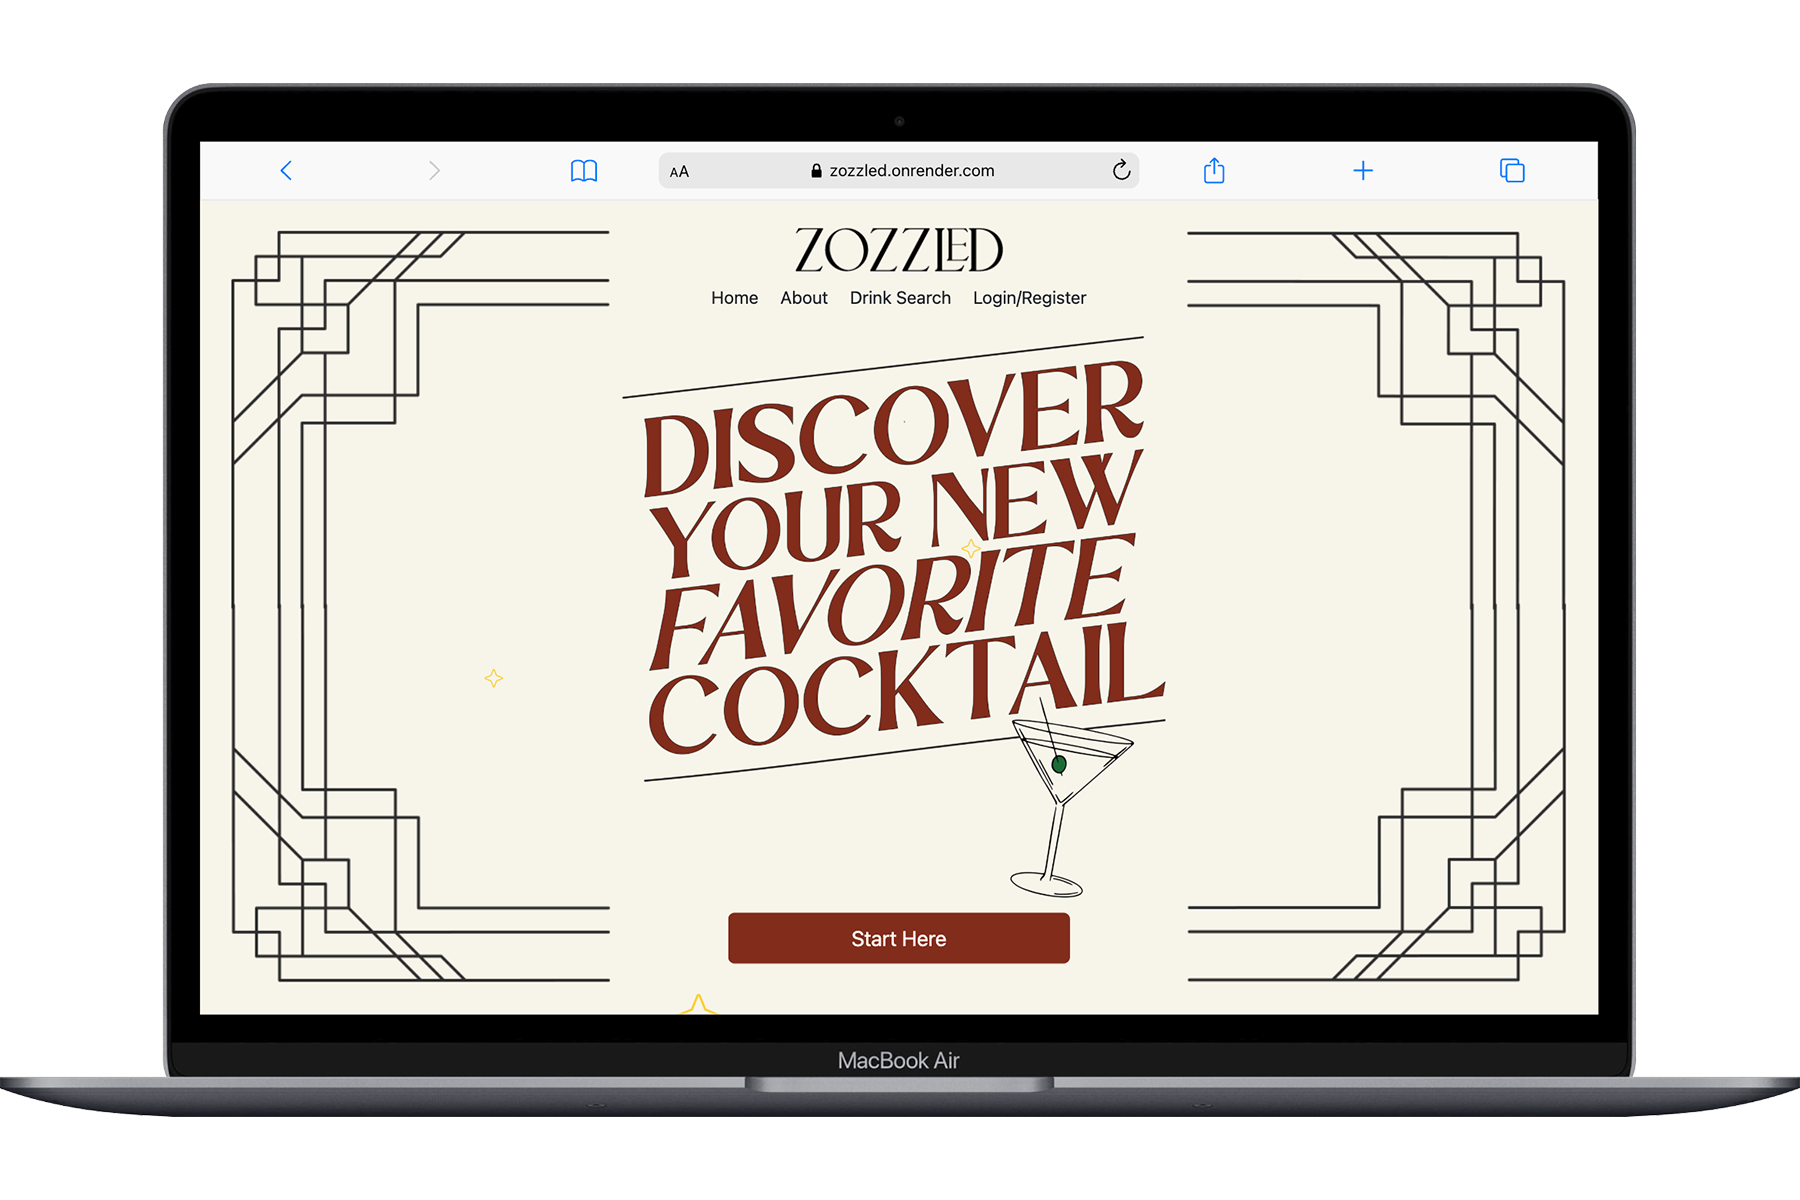 AA zozzled.onrender.com
ZOZZLED
Home About Drink Search Login/Register
DISCOVER
YOUR NEW
FAVORITE
COCKTAIL
Start Here
MacBook Air